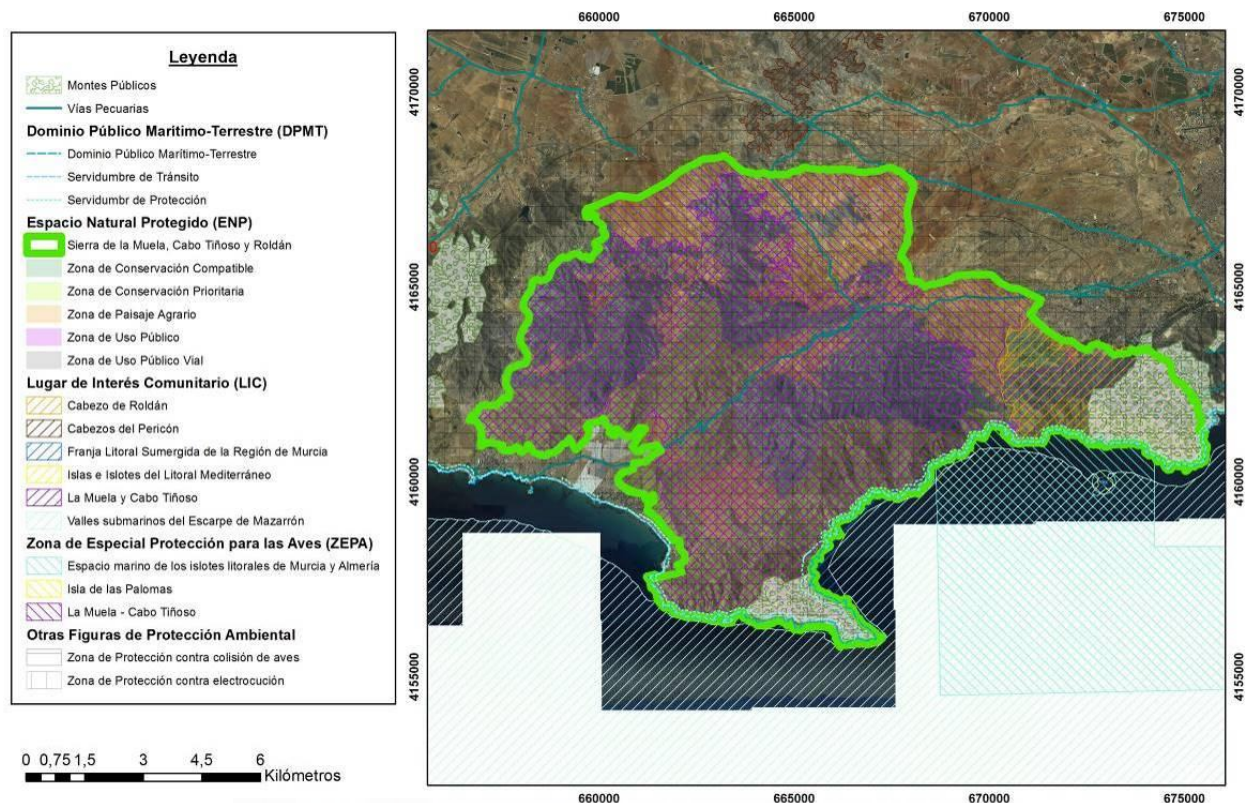 Leyenda
Montes Públicos
Vías Pecuarias
Dominio Público Marítimo-Terrestre (DPMT)
Dominio Público Marítimo-Terrestre
Servidumbre de Tránsito
Servidumbr de Protección
Espacio Natural Protegido (ENP)
Sierra de la Muela, Cabo Tiñoso y Roldán
Zona de Conservación Compatible
Zona de Conservación Prioritaria
Zona de Paisaje Agrario
Zona de Uso Público
Zona de Uso Público Vial
Lugar de Interés Comunitario (LIC)
Cabezo de Roldán
Cabezos del Pericón
Franja Litoral Sumergida de la Región de Murcia
Islas e Islotes del Litoral Mediterráneo
La Muela y Cabo Tiñoso
Valles submarinos del Escarpe de Mazarrón
Zona de Especial Protección para las Aves (ZEPA)
Espacio marino de los islotes litorales de Murcia y Almería
Isla de las Palomas
La Muela - Cabo Tiñoso
Otras Figuras de Protección Ambiental
Zona de Protección contra colisión de aves
Zona de Protección contra electrocución
0 0,75 1,5 3 4,5 6
Kilómetros
660000 665000 670000 675000
4170000 4170000
4165000 4165000
4160000 4160000
4155000 4155000
660000 665000 670000 675000